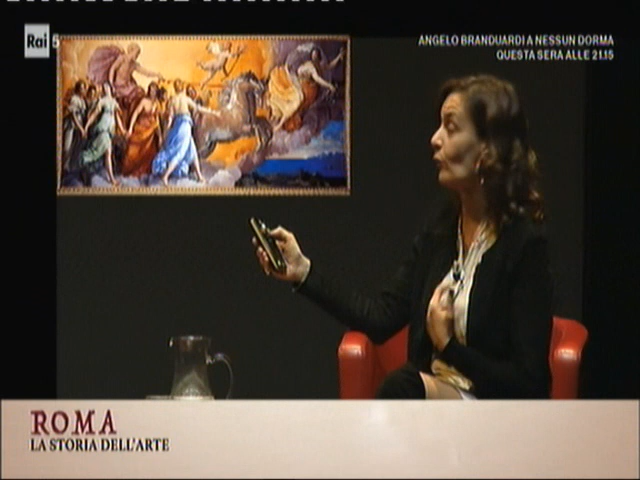 Rai 5
ANGELO BRANDUARDI A NESSUN DORMA
QUESTA SERA ALLE 21.15
ROMA
LA STORIA DELL'ARTE